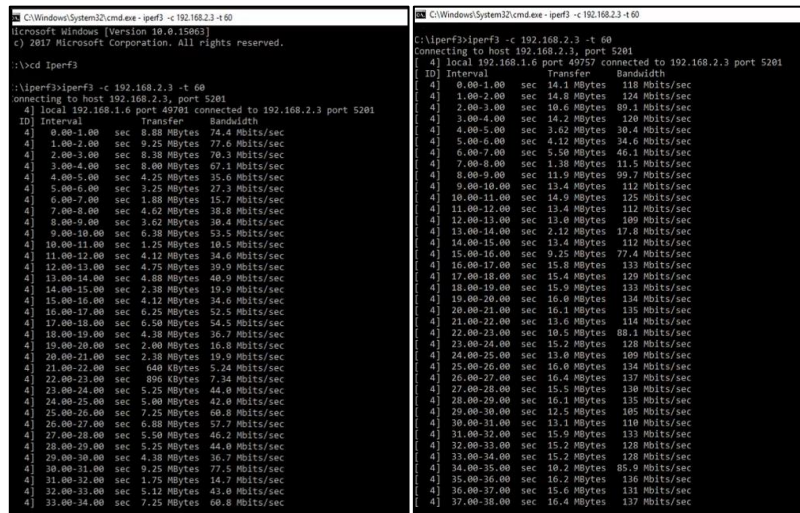 C:\Windows\System32\cmd.exe - iperf3 -c 192.168.2.3 -t 60
icrosoft Windows [Version 10.0.15063]
c) 2017 Microsoft Corporation. All rights reserved.
:\>cd Iperf3
:\iperf3>iperf3 -c 192.168.2.3 -t 60
onnecting to host 192.168.2.3, port 5201
4] local 192.168.1.6 port 49701 connected to 192.168.2.3 port 5201
ID] Interval Transfer Bandwidth
4] 0.00-1.00 sec 8.88 MBytes 74.4 Mbits/sec
4] 1.00-2.00 sec 9.25 MBytes 77.6 Mbits/sec
4] 2.00-3.00 sec 8.38 MBytes 70.3 Mbits/sec
4] 3.00-4.00 sec 8.00 MBytes 67.1 Mbits/sec
4] 4.00-5.00 sec 4.25 MBytes 35.6 Mbits/sec
4] 5.00-6.00 sec 3.25 MBytes 27.3 Mbits/sec
4] 6.00-7.00 sec 1.88 MBytes 15.7 Mbits/sec
4] 7.00-8.00 sec 4.62 MBytes 38.8 Mbits/sec
4] 8.00-9.00 sec 3.62 MBytes 30.4 Mbits/sec
4] 9.00-10.00 sec 6.38 MBytes 53.5 Mbits/sec
4] 10.00-11.00 sec 1.25 MBytes 10.5 Mbits/sec
4] 11.00-12.00 sec 4.12 MBytes 34.6 Mbits/sec
4] 12.00-13.00 sec 4.75 MBytes 39.9 Mbits/sec
4] 13.00-14.00 sec 4.88 MBytes 40.9 Mbits/sec
4] 14.00-15.00 sec 2.38 MBytes 19.9 Mbits/sec
4] 15.00-16.00 sec 4.12 MBytes 34.6 Mbits/sec
4] 16.00-17.00 sec 6.25 MBytes 52.5 Mbits/sec
4] 17.00-18.00 sec 6.50 MBytes 54.5 Mbits/sec
4] 18.00-19.00 sec 4.38 MBytes 36.7 Mbits/sec
4] 19.00-20.00 sec 2.00 MBytes 16.8 Mbits/sec
4] 20.00-21.00 sec 2.38 MBytes 19.9 Mbits/sec
4] 21.00-22.00 sec 640 KBytes 5.24 Mbits/sec
4] 22.00-23.00 sec 896 KBytes 7.34 Mbits/sec
4] 23.00-24.00 sec 5.25 MBytes 44.0 Mbits/sec
4] 24.00-25.00 sec 5.00 MBytes 42.0 Mbits/sec
4] 25.00-26.00 sec 7.25 MBytes 60.8 Mbits/sec
4] 26.00-27.00 sec 6.88 MBytes 57.7 Mbits/sec
4] 27.00-28.00 sec 5.50 MBytes 46.2 Mbits/sec
4] 28.00-29.00 sec 5.25 MBytes 44.0 Mbits/sec
4] 29.00-30.00 sec 4.38 MBytes 36.7 Mbits/sec
4] 30.00-31.00 sec 9.25 MBytes 77.5 Mbits/sec
4] 31.00-32.00 sec 1.75 MBytes 14.7 Mbits/sec
4] 32.00-33.00 sec 5.12 MBytes 43.0 Mbits/sec
4] 33.00-34.00 sec 7.25 MBytes 60.8 Mbits/sec
C:\Windows\System32\cmd.exe - iperf3 -c 192.168.2.3 -t 60
C:\iperf3>iperf3 -c 192.168.2.3 -t 60
Connecting to host 192.168.2.3, port 5201
[ 4] local 192.168.1.6 port 49757 connected to 192.168.2.3 port 5201
[ ID] Interval Transfer Bandwidth
[ 4] 0.00-1.00 sec 14.1 MBytes 118 Mbits/sec
[ 4] 1.00-2.00 sec 14.8 MBytes 124 Mbits/sec
[ 4] 2.00-3.00 sec 10.6 MBytes 89.1 Mbits/sec
[ 4] 3.00-4.00 sec 14.2 MBytes 120 Mbits/sec
[ 4] 4.00-5.00 sec 3.62 MBytes 30.4 Mbits/sec
[ 4] 5.00-6.00 sec 4.12 MBytes 34.6 Mbits/sec
[ 4] 6.00-7.00 sec 5.50 MBytes 46.1 Mbits/sec
[ 4] 7.00-8.00 sec 1.38 MBytes 11.5 Mbits/sec
[ 4] 8.00-9.00 sec 11.9 MBytes 99.7 Mbits/sec
[ 4] 9.00-10.00 sec 13.4 MBytes 112 Mbits/sec
[ 4] 10.00-11.00 sec 14.9 MBytes 125 Mbits/sec
[ 4] 11.00-12.00 sec 13.4 MBytes 112 Mbits/sec
[ 4] 12.00-13.00 sec 13.0 MBytes 109 Mbits/sec
[ 4] 13.00-14.00 sec 2.12 MBytes 17.8 Mbits/sec
[ 4] 14.00-15.00 sec 13.4 MBytes 112 Mbits/sec
[ 4] 15.00-16.00 sec 9.25 MBytes 77.4 Mbits/sec
[ 4] 16.00-17.00 sec 15.8 MBytes 133 Mbits/sec
[ 4] 17.00-18.00 sec 15.4 MBytes 129 Mbits/sec
[ 4] 18.00-19.00 sec 15.9 MBytes 133 Mbits/sec
[ 4] 19.00-20.00 sec 16.0 MBytes 134 Mbits/sec
[ 4] 20.00-21.00 sec 16.1 MBytes 135 Mbits/sec
[ 4] 21.00-22.00 sec 13.6 MBytes 114 Mbits/sec
[ 4] 22.00-23.00 sec 10.5 MBytes 88.1 Mbits/sec
[ 4] 23.00-24.00 sec 15.2 MBytes 128 Mbits/sec
[ 4] 24.00-25.00 sec 13.0 MBytes 109 Mbits/sec
[ 4] 25.00-26.00 sec 16.0 MBytes 134 Mbits/sec
[ 4] 26.00-27.00 sec 16.4 MBytes 137 Mbits/sec
[ 4] 27.00-28.00 sec 15.5 MBytes 130 Mbits/sec
[ 4] 28.00-29.00 sec 16.1 MBytes 135 Mbits/sec
[ 4] 29.00-30.00 sec 12.5 MBytes 105 Mbits/sec
[ 4] 30.00-31.00 sec 13.1 MBytes 110 Mbits/sec
[ 4] 31.00-32.00 sec 15.9 MBytes 133 Mbits/sec
[ 4] 32.00-33.00 sec 15.2 MBytes 128 Mbits/sec
[ 4] 33.00-34.00 sec 15.2 MBytes 128 Mbits/sec
[ 4] 34.00-35.00 sec 10.2 MBytes 85.9 Mbits/sec
[ 4] 35.00-36.00 sec 16.2 MBytes 136 Mbits/sec
[ 4] 36.00-37.00 sec 15.6 MBytes 131 Mbits/sec
[ 4] 37.00-38.00 sec 16.4 MBytes 137 Mbits/sec